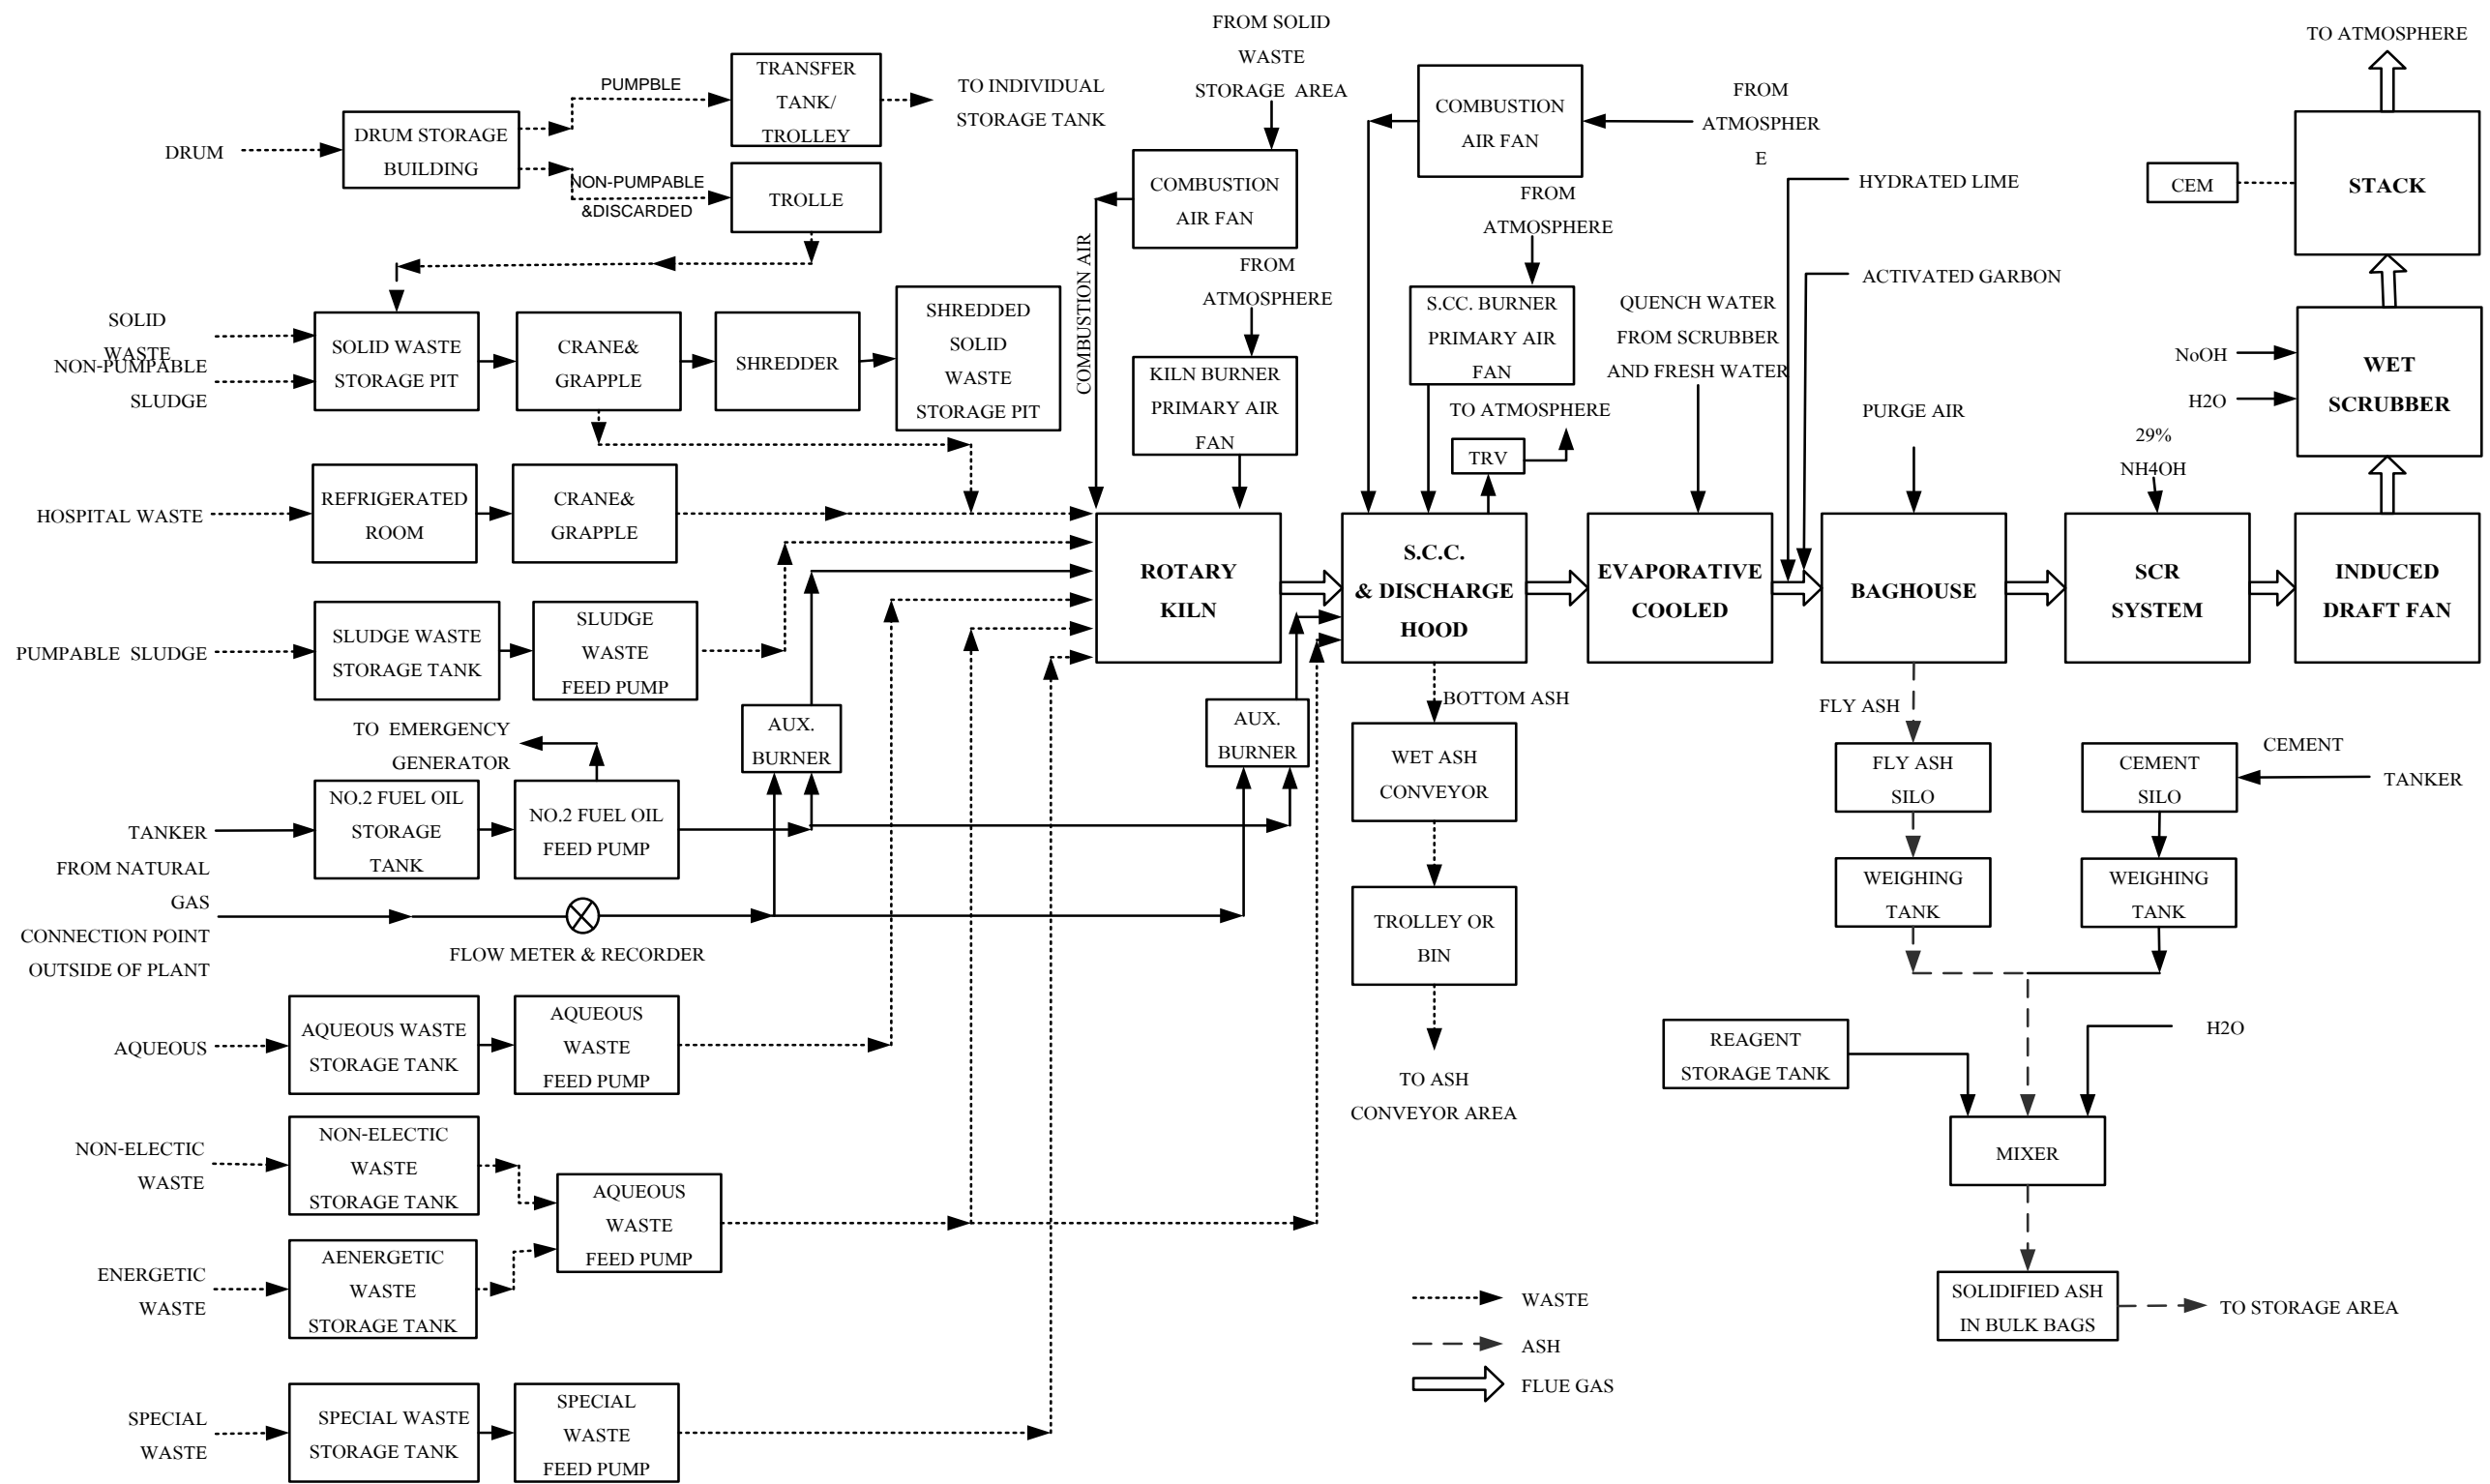 FROM SOLID
WASTE
STORAGE AREA
TO ATMOSPHERE
PUMPBLE
TRANSFER
TANK/
TROLLEY
TO INDIVIDUAL
STORAGE TANK
COMBUSTION
AIR FAN
FROM
ATMOSPHER
E
DRUM
DRUM STORAGE
BUILDING
NON-PUMPABLE
&DISCARDED
TROLLE
COMBUSTION
AIR FAN
FROM
ATMOSPHERE
HYDRATED LIME
CEM
STACK
COMBUSTION AIR
FROM
ATMOSPHERE
S.CC. BURNER
PRIMARY AIR
FAN
QUENCH WATER
FROM SCRUBBER
AND FRESH WATER
ACTIVATED GARBON
SOLID
WASTE
NON-PUMPABLE
SLUDGE
SOLID WASTE
STORAGE PIT
CRANE&
GRAPPLE
SHREDDER
SHREDDED
SOLID
WASTE
STORAGE PIT
KILN BURNER
PRIMARY AIR
FAN
TO ATMOSPHERE
TRV
PURGE AIR
29%
NH4OH
NoOH
H2O
WET
SCRUBBER
HOSPITAL WASTE
REFRIGERATED
ROOM
CRANE&
GRAPPLE
ROTARY
KILN
S.C.C.
& DISCHARGE
HOOD
EVAPORATIVE
COOLED
BAGHOUSE
SCR
SYSTEM
INDUCED
DRAFT FAN
PUMPABLE SLUDGE
SLUDGE WASTE
STORAGE TANK
SLUDGE
WASTE
FEED PUMP
TO EMERGENCY
GENERATOR
AUX.
BURNER
AUX.
BURNER
BOTTOM ASH
FLY ASH
WET ASH
CONVEYOR
FLY ASH
SILO
CEMENT
SILO
CEMENT
TANKER
TANKER
NO.2 FUEL OIL
STORAGE
TANK
NO.2 FUEL OIL
FEED PUMP
FROM NATURAL
GAS
CONNECTION POINT
OUTSIDE OF PLANT
FLOW METER & RECORDER
TROLLEY OR
BIN
WEIGHING
TANK
WEIGHING
TANK
AQUEOUS
AQUEOUS WASTE
STORAGE TANK
AQUEOUS
WASTE
FEED PUMP
TO ASH
CONVEYOR AREA
REAGENT
STORAGE TANK
H2O
NON-ELECTIC
WASTE
NON-ELECTIC
WASTE
STORAGE TANK
AQUEOUS
WASTE
FEED PUMP
MIXER
ENERGETIC
WASTE
AENERGETIC
WASTE
STORAGE TANK
SOLIDIFIED ASH
IN BULK BAGS
TO STORAGE AREA
WASTE
ASH
FLUE GAS
SPECIAL
WASTE
SPECIAL WASTE
STORAGE TANK
SPECIAL
WASTE
FEED PUMP